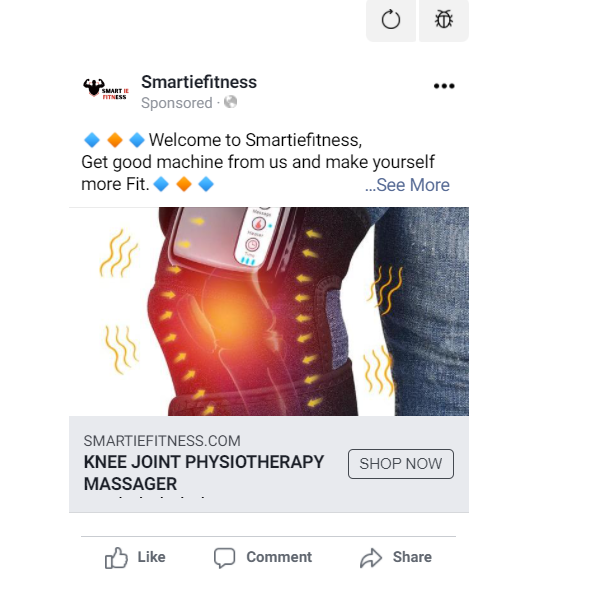 SMART IE
FITNESS
Smartiefitness
Sponsored ·
🔷 🔶 🔷 Welcome to Smartiefitness,
Get good machine from us and make yourself
more Fit. 🔷 🔶 🔷 ...See More
Massage
SMARTIEFITNESS.COM
KNEE JOINT PHYSIOTHERAPY
MASSAGER
SHOP NOW
Like Comment Share